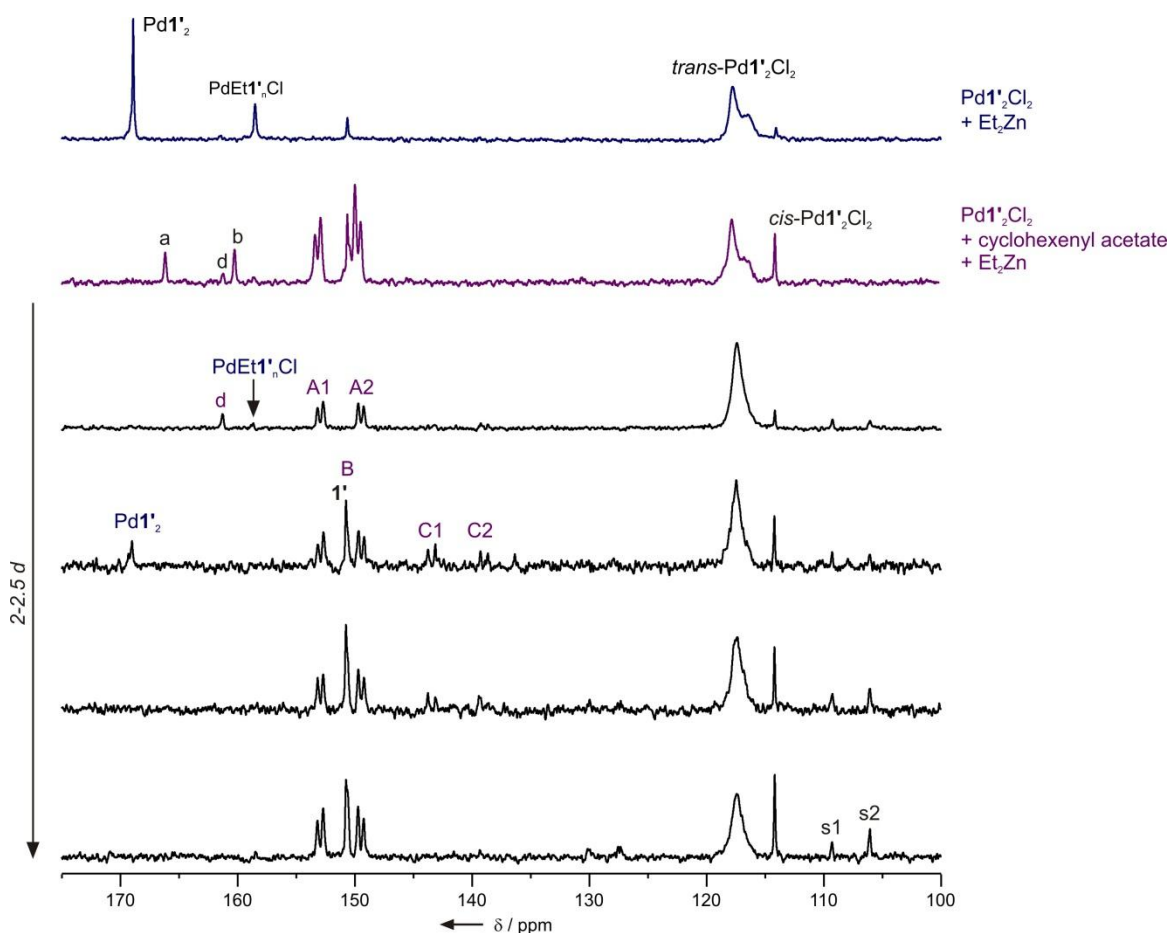 Pd1'₂
PdEt1'ₙCl
trans-Pd1'₂Cl₂
Pd1'₂Cl₂
+ Et₂Zn
a
d
b
cis-Pd1'₂Cl₂
Pd1'₂Cl₂
+ cyclohexenyl acetate
+ Et₂Zn
PdEt1'ₙCl
d
A1
A2
B
1'
Pd1'₂
C1
C2
2-2.5 d
s1
s2
170
160
150
140
130
120
110
100
δ / ppm